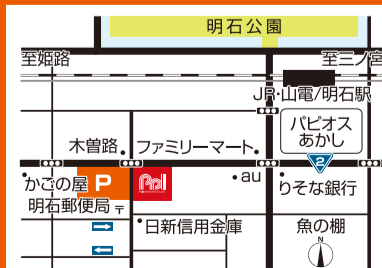 明石公園
至姫路
至三ノ宮
JR・山電/明石駅
パピオス
あかし
木曽路
ファミリーマート
2
かごの屋
P
au
りそな銀行
明石郵便局 〒
日新信用金庫
魚の棚
N